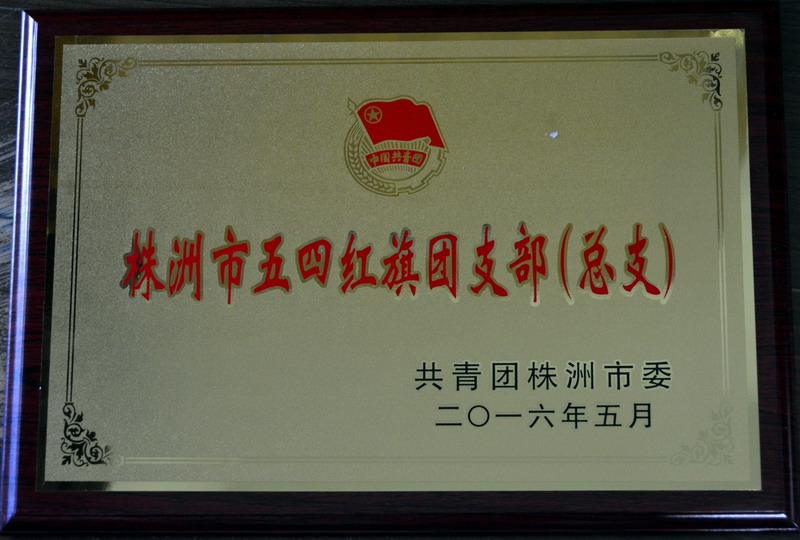 中国共青团
株洲市五四红旗团支部(总支)
共青团株洲市委
二〇一六年五月